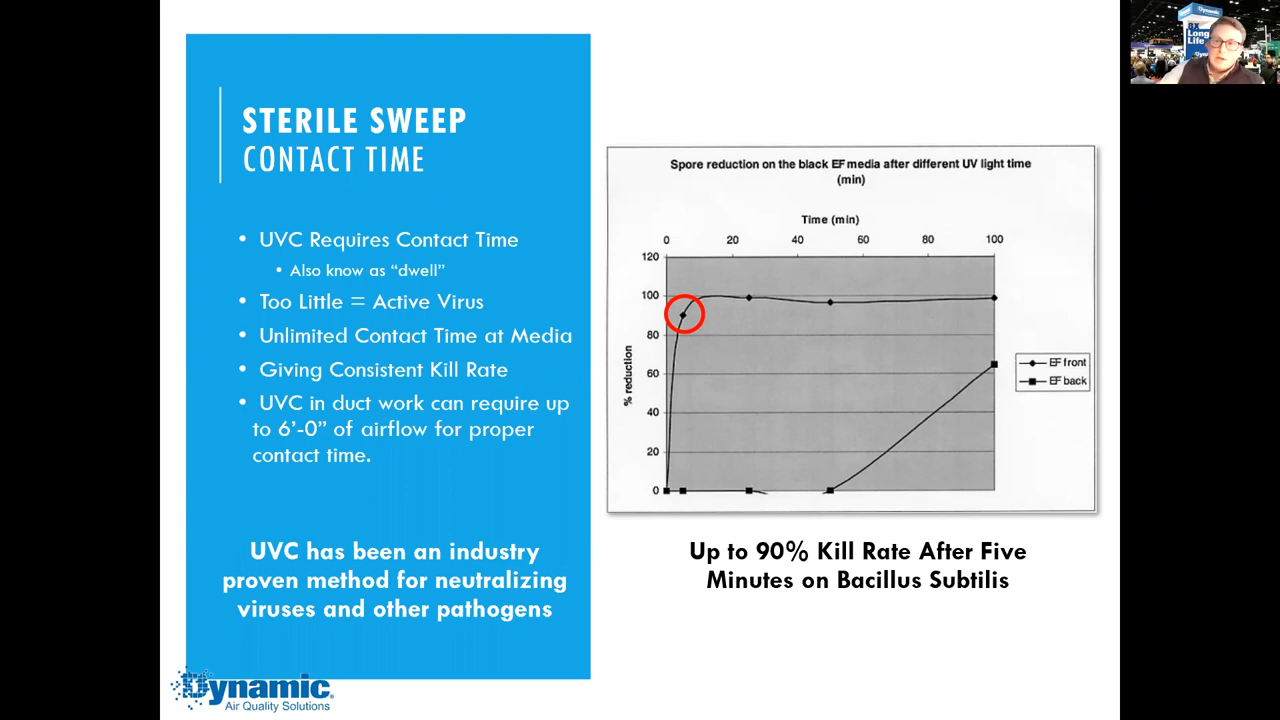 STERILE SWEEP
CONTACT TIME
• UVC Requires Contact Time
• Also know as “dwell”
• Too Little = Active Virus
• Unlimited Contact Time at Media
• Giving Consistent Kill Rate
• UVC in duct work can require up
to 6’-0” of airflow for proper
contact time.
UVC has been an industry
proven method for neutralizing
viruses and other pathogens
Dynamic
Air Quality Solutions
Spore reduction on the black EF media after different UV light time
(min)
Time (min)
0 20 40 60 80 100
120
100
80
60
40
20
0
% reduction
EF front
EF back
Up to 90% Kill Rate After Five
Minutes on Bacillus Subtilis
Dynamic
ax
Long
Life